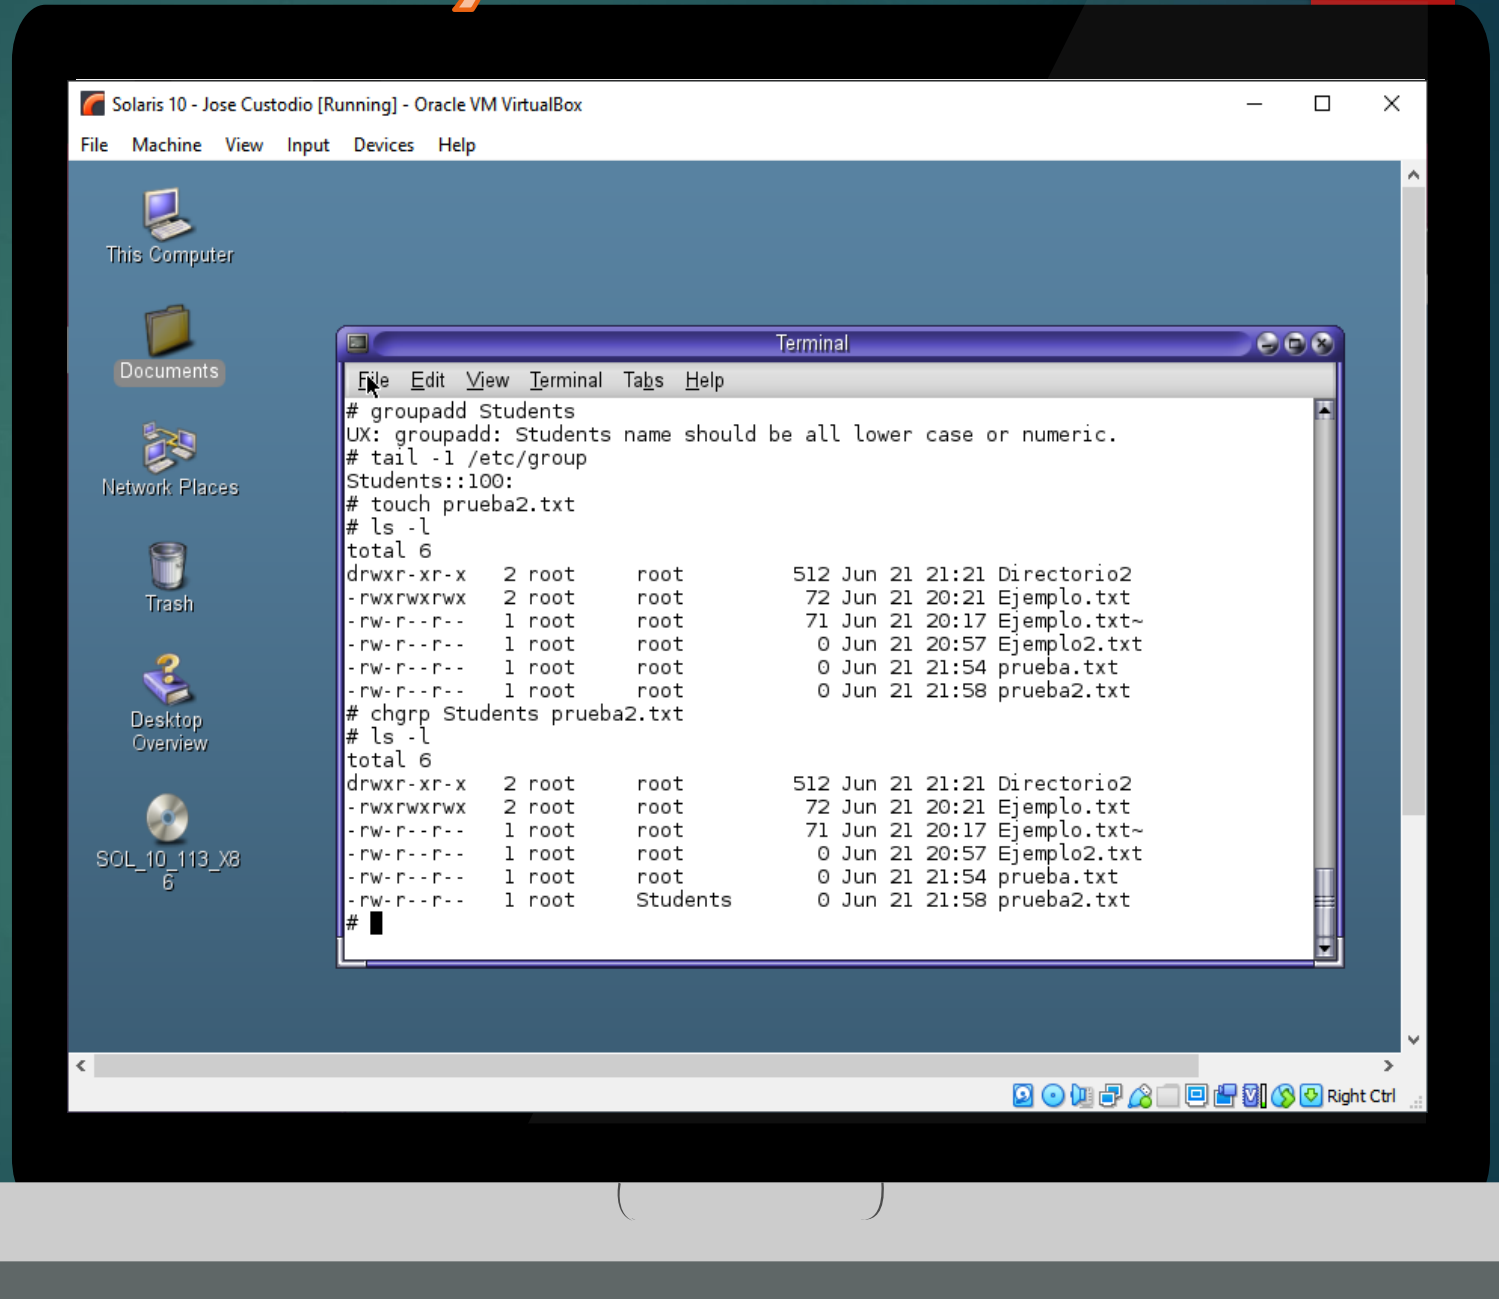 Solaris 10 - Jose Custodio [Running] - Oracle VM VirtualBox
File Machine View Input Devices Help
This Computer
Documents
Network Places
Trash
Desktop
Overview
SOL_10_113_X8
6
Terminal
File Edit View Terminal Tabs Help
# groupadd Students
UX: groupadd: Students name should be all lower case or numeric.
# tail -1 /etc/group
Students::100:
# touch prueba2.txt
# ls -l
total 6
drwxr-xr-x 2 root root 512 Jun 21 21:21 Directorio2
-rwxrwxrwx 2 root root 72 Jun 21 20:21 Ejemplo.txt
-rw-r--r-- 1 root root 71 Jun 21 20:17 Ejemplo.txt~
-rw-r--r-- 1 root root 0 Jun 21 20:57 Ejemplo2.txt
-rw-r--r-- 1 root root 0 Jun 21 21:54 prueba.txt
-rw-r--r-- 1 root root 0 Jun 21 21:58 prueba2.txt
# chgrp Students prueba2.txt
# ls -l
total 6
drwxr-xr-x 2 root root 512 Jun 21 21:21 Directorio2
-rwxrwxrwx 2 root root 72 Jun 21 20:21 Ejemplo.txt
-rw-r--r-- 1 root root 71 Jun 21 20:17 Ejemplo.txt~
-rw-r--r-- 1 root root 0 Jun 21 20:57 Ejemplo2.txt
-rw-r--r-- 1 root root 0 Jun 21 21:54 prueba.txt
-rw-r--r-- 1 root Students 0 Jun 21 21:58 prueba2.txt
#
Right Ctrl